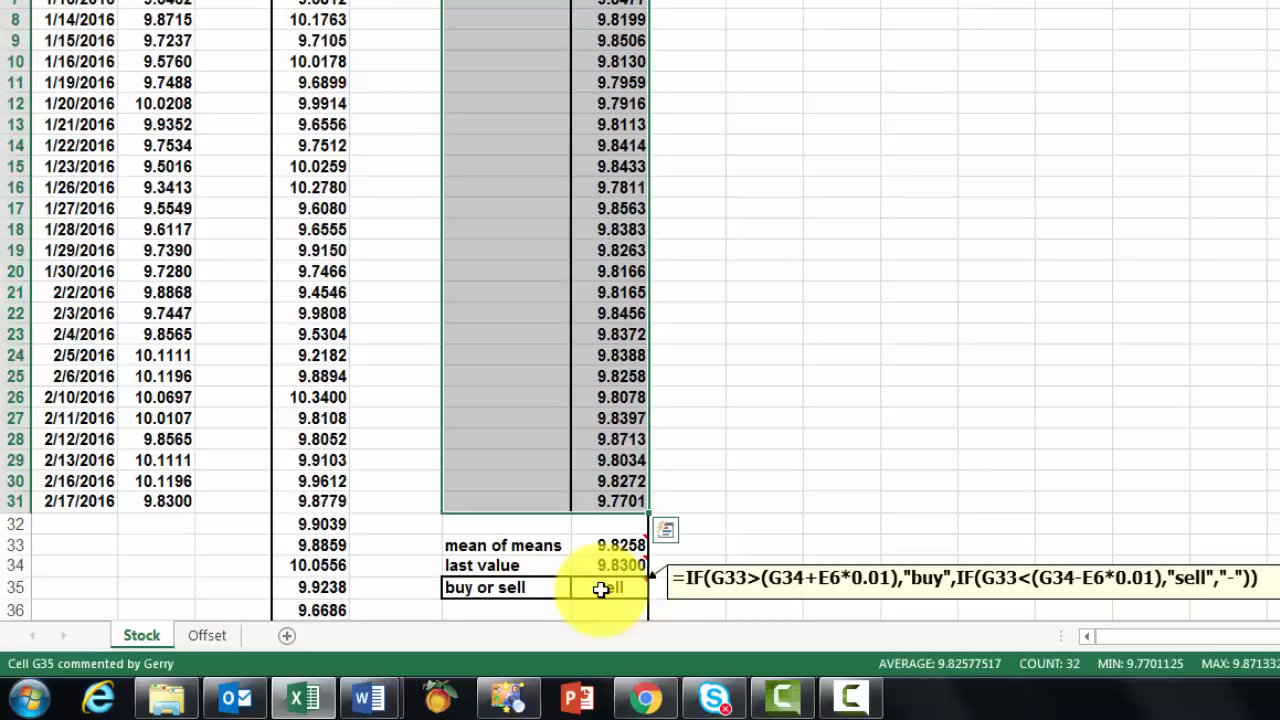 7 1/16/2016 9.8432 9.6812 9.8477
8 1/14/2016 9.8715 10.1763 9.8199
9 1/15/2016 9.7237 9.7105 9.8506
10 1/16/2016 9.5760 10.0178 9.8130
11 1/19/2016 9.7488 9.6899 9.7959
12 1/20/2016 10.0208 9.9914 9.7916
13 1/21/2016 9.9352 9.6556 9.8113
14 1/22/2016 9.7534 9.7512 9.8414
15 1/23/2016 9.5016 10.0259 9.8433
16 1/26/2016 9.3413 10.2780 9.7811
17 1/27/2016 9.5549 9.6080 9.8563
18 1/28/2016 9.6117 9.6555 9.8383
19 1/29/2016 9.7390 9.9150 9.8263
20 1/30/2016 9.7280 9.7466 9.8166
21 2/2/2016 9.8868 9.4546 9.8165
22 2/3/2016 9.7447 9.9808 9.8456
23 2/4/2016 9.8565 9.5304 9.8372
24 2/5/2016 10.1111 9.2182 9.8388
25 2/6/2016 10.1196 9.8894 9.8258
26 2/10/2016 10.0697 10.3400 9.8078
27 2/11/2016 10.0107 9.8108 9.8397
28 2/12/2016 9.8565 9.8052 9.8713
29 2/13/2016 10.1111 9.9103 9.8034
30 2/16/2016 10.1196 9.9612 9.8272
31 2/17/2016 9.8300 9.8779 9.7701
32 9.9039
33 9.8859 mean of means 9.8258
34 10.0556 last value 9.8300
35 9.9238 buy or sell sell =IF(G33>(G34+E6*0.01),"buy",IF(G33<(G34-E6*0.01),"sell","-"))
36 9.6686
Stock Offset
Cell G35 commented by Gerry AVERAGE: 9.82577517 COUNT: 32 MIN: 9.7701125 MAX: 9.871332